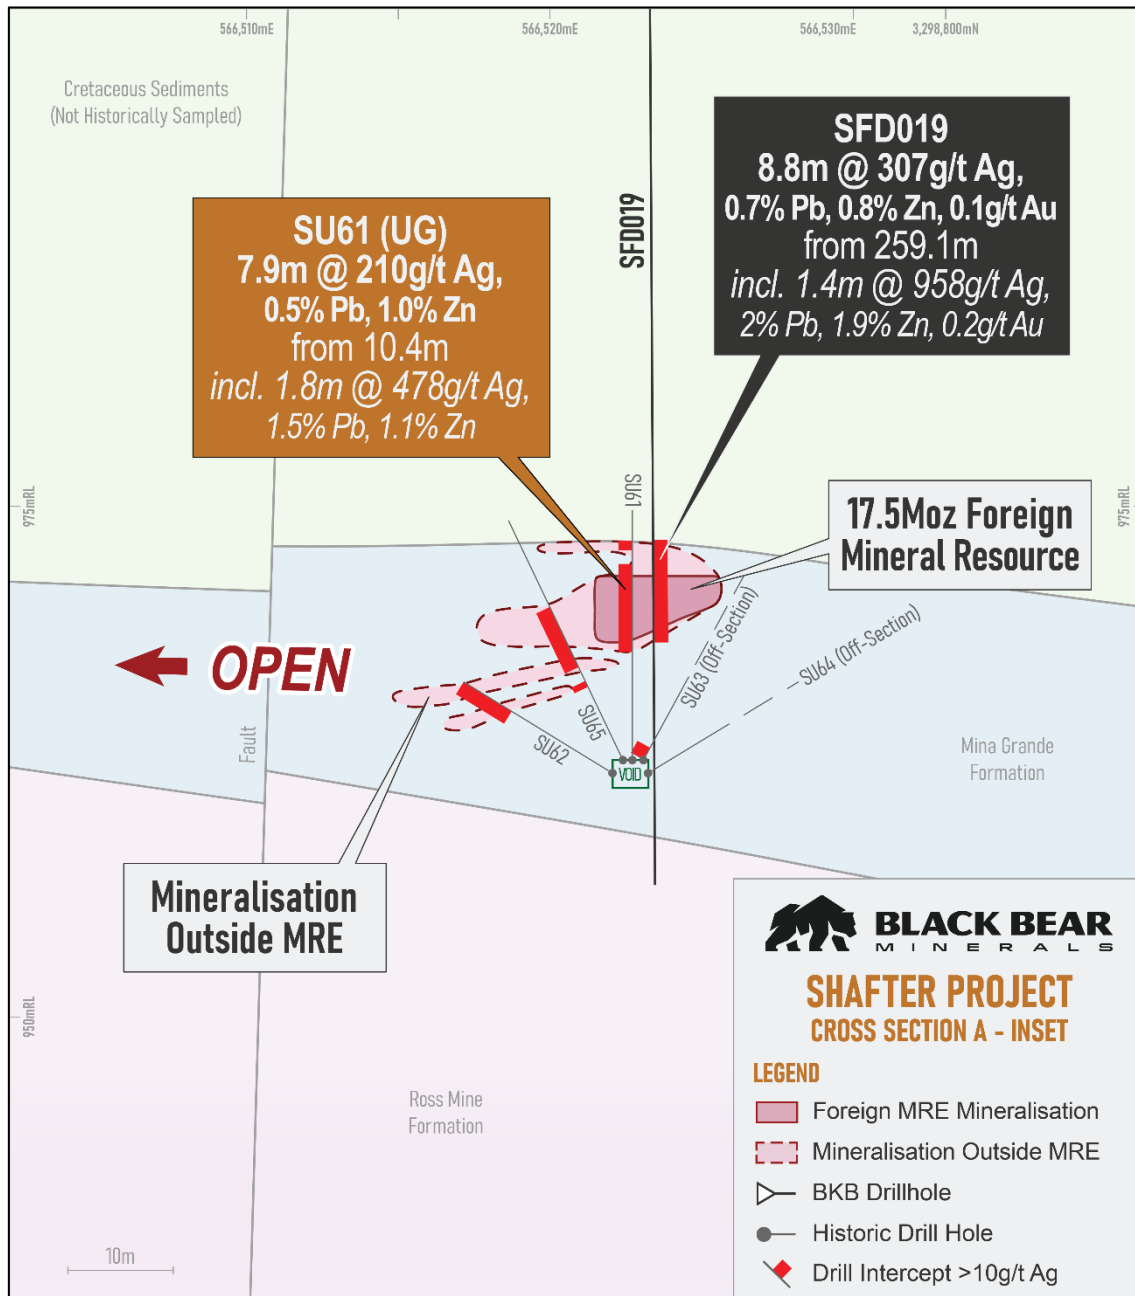 566,510mE
566,520mE
566,530mE
3,298,800mN
Cretaceous Sediments
(Not Historically Sampled)
SFD019
8.8m @ 307g/t Ag,
0.7% Pb, 0.8% Zn, 0.1g/t Au
from 259.1m
incl. 1.4m @ 958g/t Ag,
2% Pb, 1.9% Zn, 0.2g/t Au
SFD019
SU61 (UG)
7.9m @ 210g/t Ag,
0.5% Pb, 1.0% Zn
from 10.4m
incl. 1.8m @ 478g/t Ag,
1.5% Pb, 1.1% Zn
SU61
975mRL
975mRL
17.5Moz Foreign
Mineral Resource
OPEN
SU63 (Off-Section)
SU64 (Off-Section)
SU65
SU62
VOID
Fault
Mina Grande
Formation
Mineralisation
Outside MRE
950mRL
Ross Mine
Formation
10m
BLACK BEAR
MINERALS
SHAFTER PROJECT
CROSS SECTION A - INSET
LEGEND
Foreign MRE Mineralisation
Mineralisation Outside MRE
BKB Drillhole
Historic Drill Hole
Drill Intercept >10g/t Ag